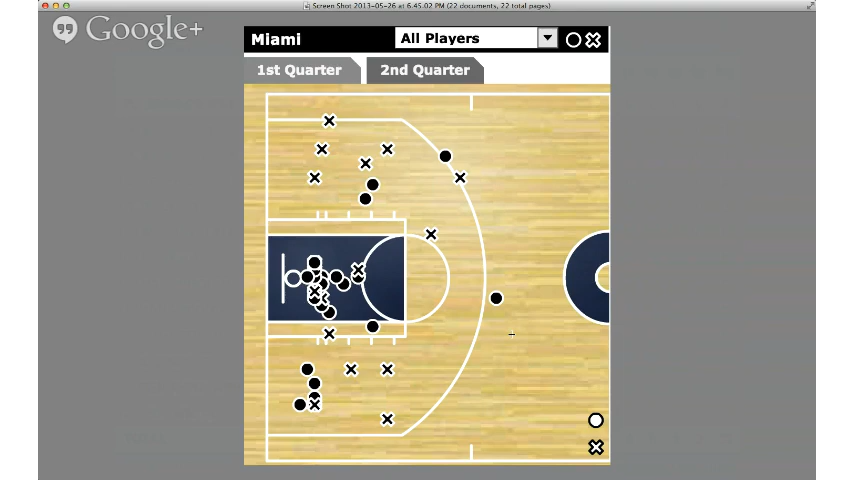 Screen Shot 2013-05-26 at 6.45.02 PM (22 documents, 22 total pages)
Google+
Miami
All Players
1st Quarter
2nd Quarter